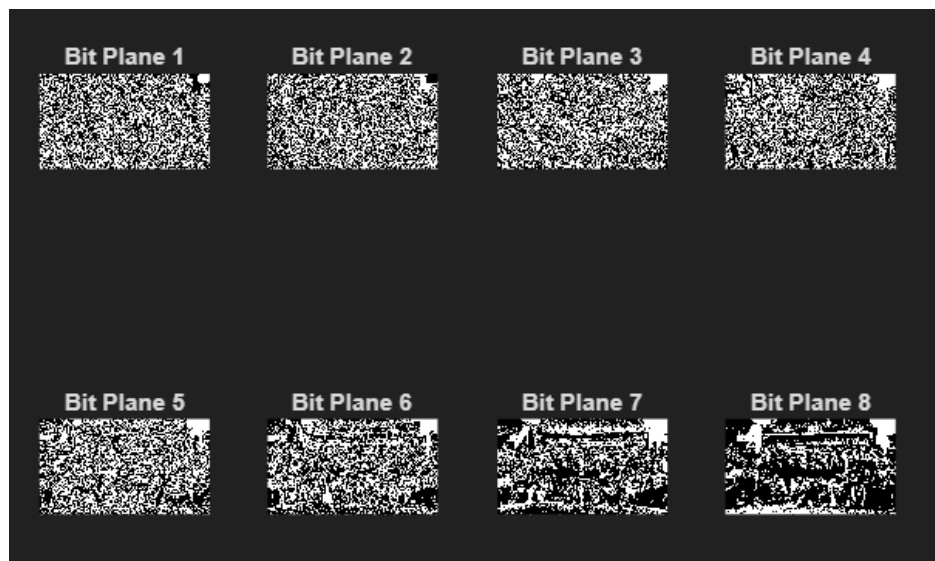 Bit Plane 1
Bit Plane 2
Bit Plane 3
Bit Plane 4
Bit Plane 5
Bit Plane 6
Bit Plane 7
Bit Plane 8